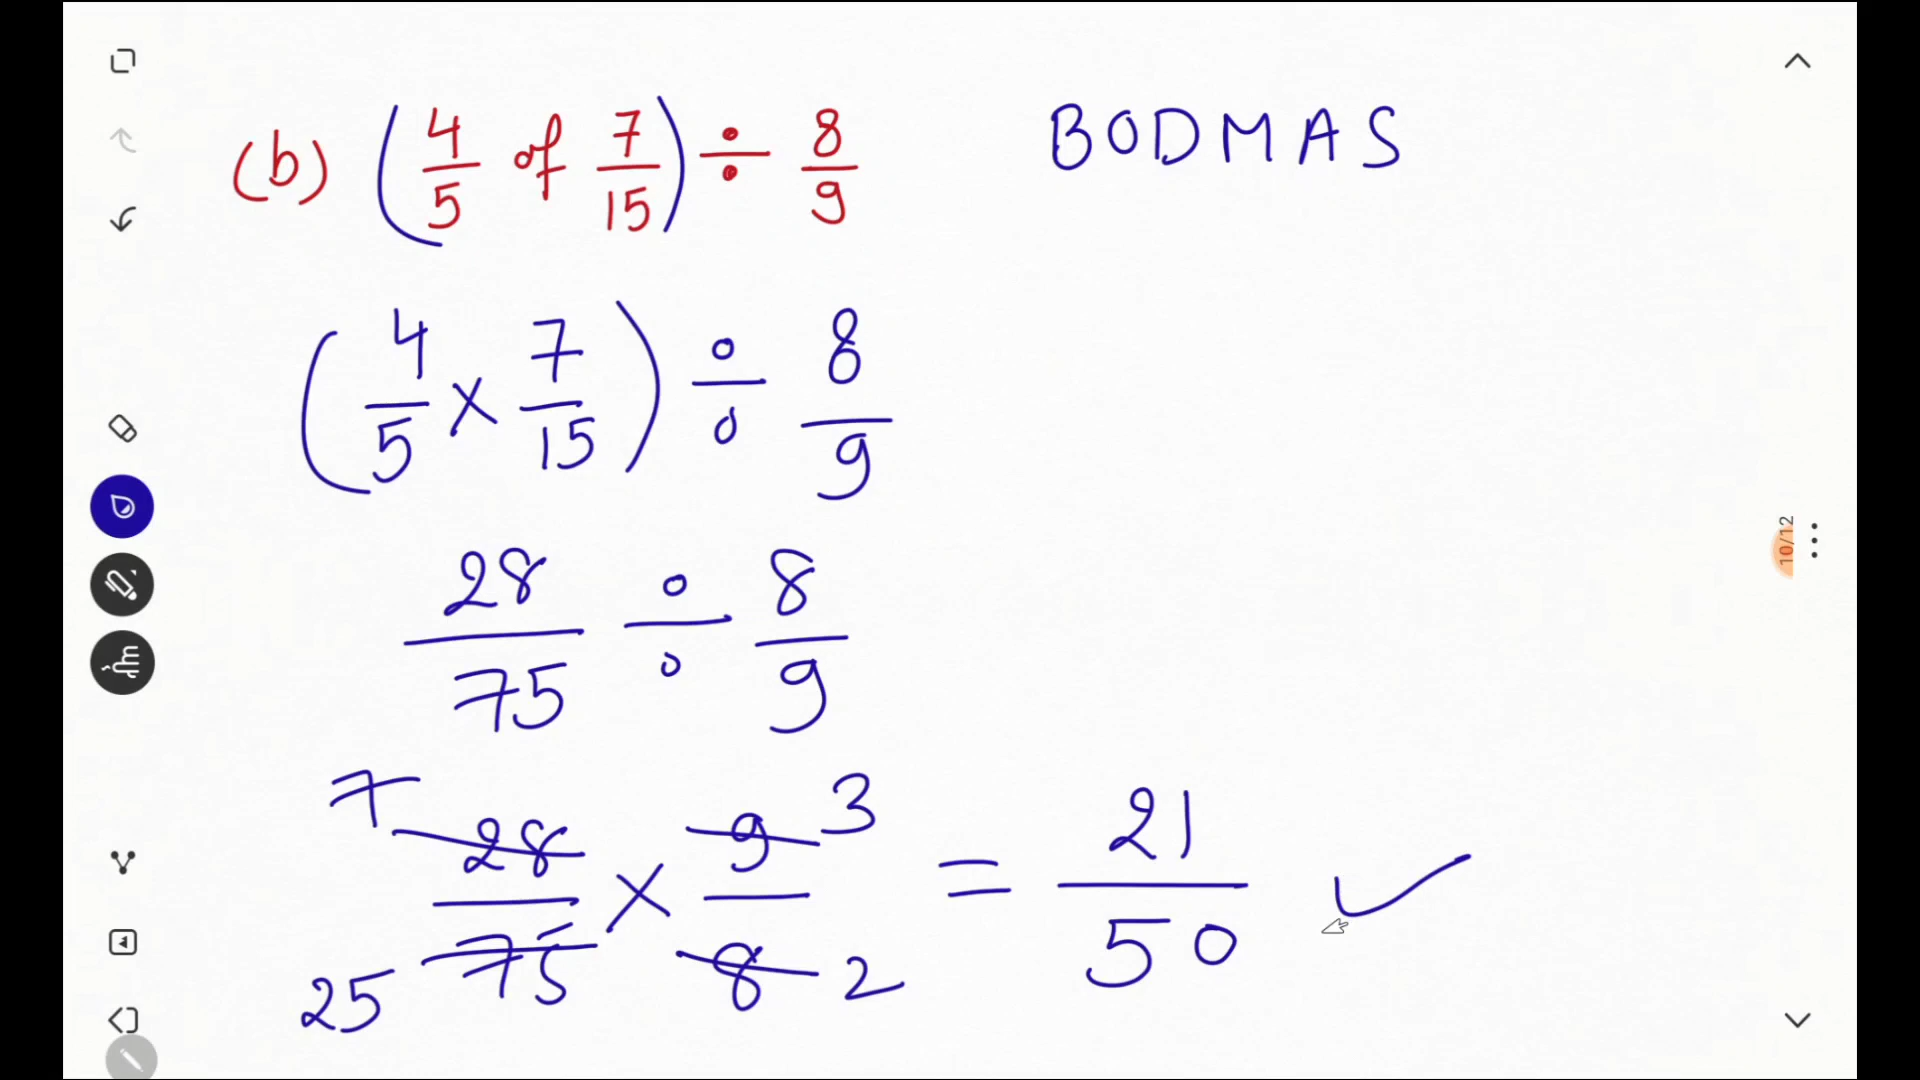 (b) (4/5 of 7/15) ÷ 8/9 BODMAS
(4/5 × 7/15) ÷ 8/9
28/75 ÷ 8/9
7 28/75 25 × 9/8 3 2 = 21/50 ✓
10/12